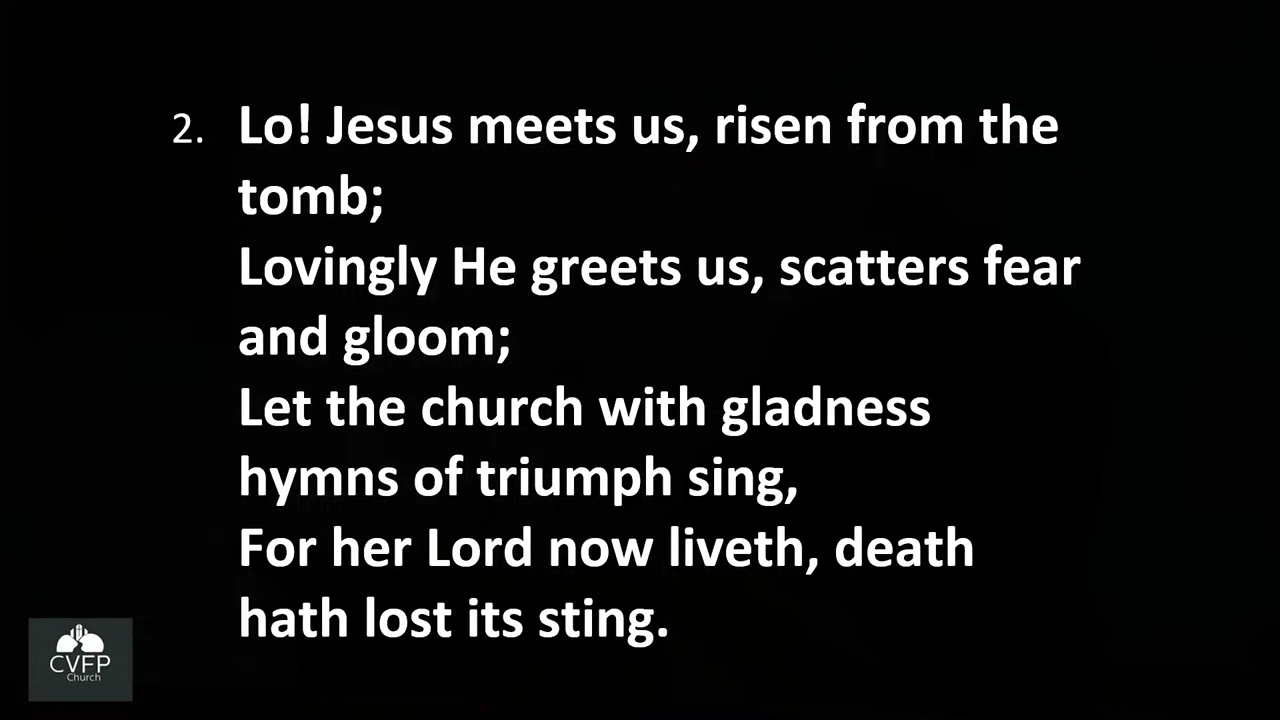 2. Lo! Jesus meets us, risen from the
tomb;
Lovingly He greets us, scatters fear
and gloom;
Let the church with gladness
hymns of triumph sing,
For her Lord now liveth, death
hath lost its sting.
CVFP
Church